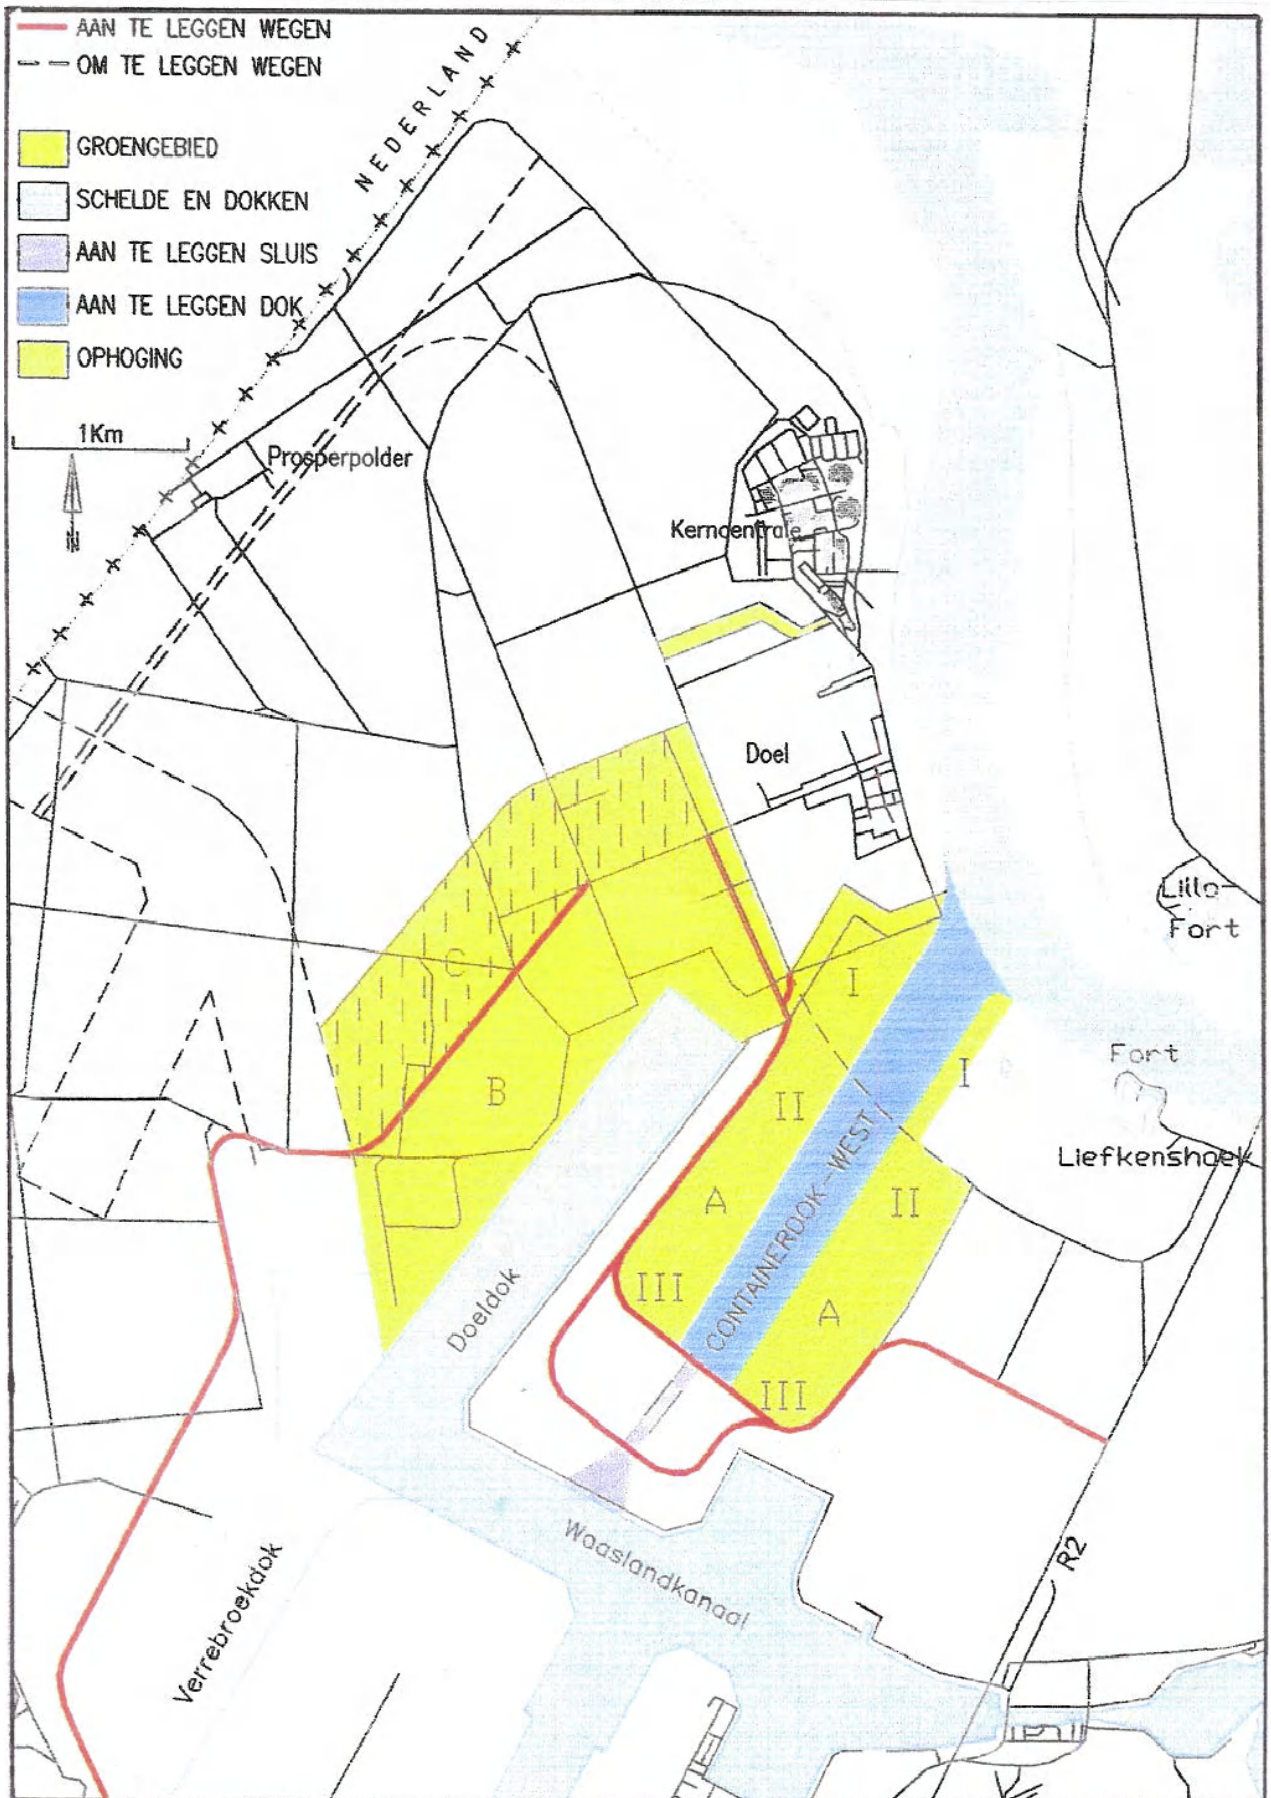 AAN TE LEGGEN WEGEN
OM TE LEGGEN WEGEN
GROENGEBIED
SCHELDE EN DOKKEN
AAN TE LEGGEN SLUIS
AAN TE LEGGEN DOK
OPHOGING
1Km
N
NEDERLAND
Prosperpolder
Kerncentrale
Doel
Lillo-
Fort
C
I
I
Fort
B
II
Liefkenshoek
A
II
III
CONTAINERDOK-WEST
A
Doeldok
III
Waaslandkanaal
R2
Verrebroekdok